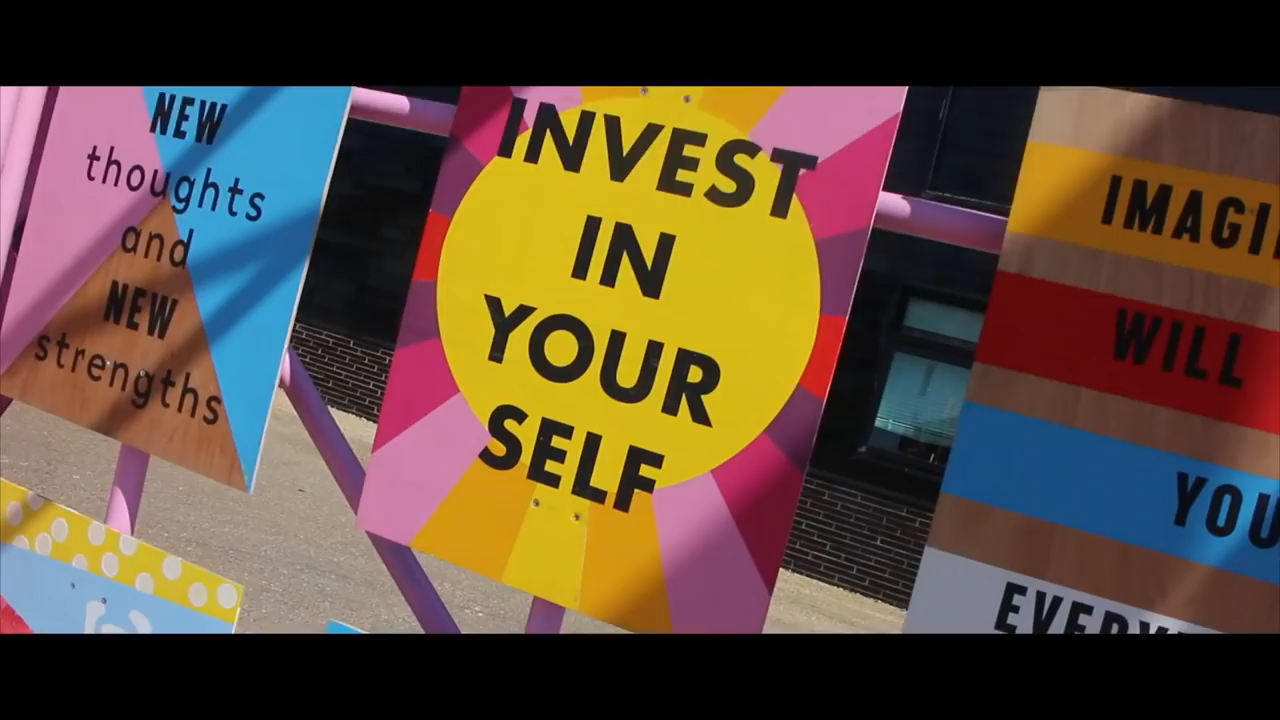 NEW
thoughts
and
NEW
strengths
INVEST
IN
YOUR
SELF
WILL